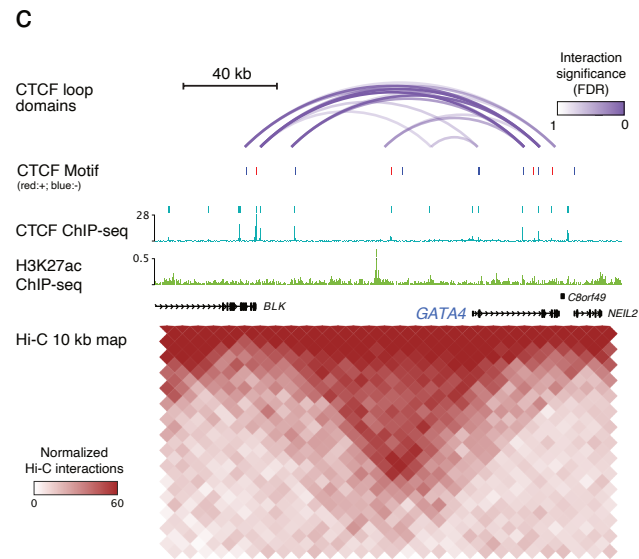 C
40 kb
Interaction
significance
(FDR)
1 0
CTCF loop
domains
CTCF Motif
(red:+; blue:-)
28
CTCF ChIP-seq
0.5
H3K27ac
ChIP-seq
C8orf49
BLK
GATA4
NEIL2
Hi-C 10 kb map
Normalized
Hi-C interactions
0 60